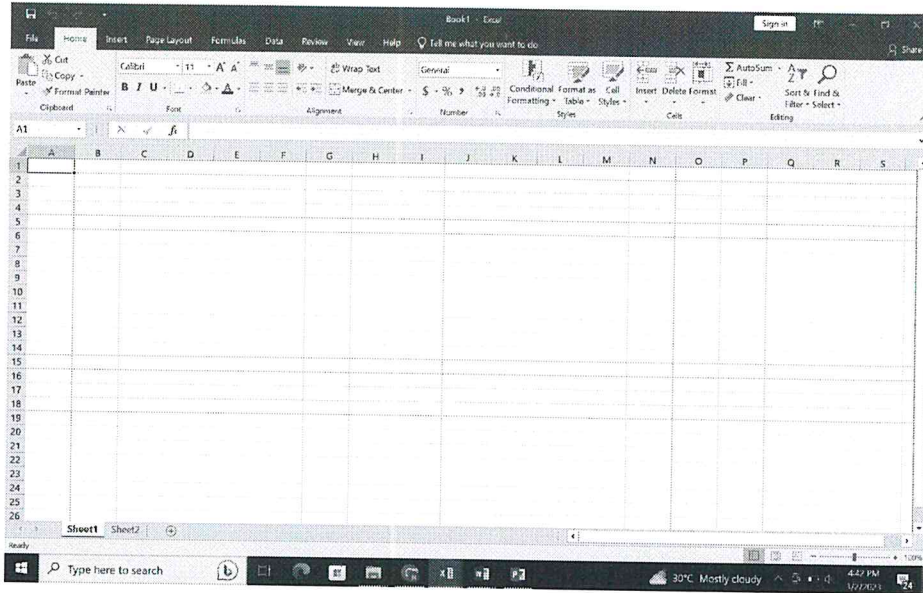 Book1 - Excel
Sign in
File Home Insert Page Layout Formulas Data Review View Help Tell me what you want to do
Share
Paste
Cut
Copy
Format Painter
Clipboard
Calibri 11 A A
B I U A
Font
Wrap Text
Merge & Center
Alignment
General
$ % ,
Number
Conditional Formatting
Format as Table
Cell Styles
Styles
Insert Delete Format
Cells
AutoSum
Fill
Clear
Sort & Filter
Find & Select
Editing
A1 fx
A B C D E F G H I J K L M N O P Q R S
1
2
3
4
5
6
7
8
9
10
11
12
13
14
15
16
17
18
19
20
21
22
23
24
25
26
Sheet1 Sheet2
Ready
100%
Type here to search
30°C Mostly cloudy
4:42 PM
24